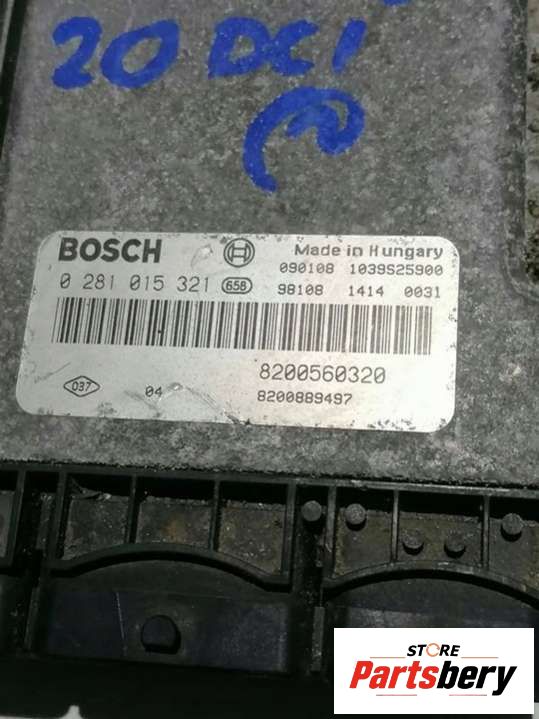 20 DCI
BOSCH
Made in Hungary
0 281 015 321 658
090108 1039S25900
98108 1414 0031
8200560320
037 04
8200889497
STORE
Partsbery